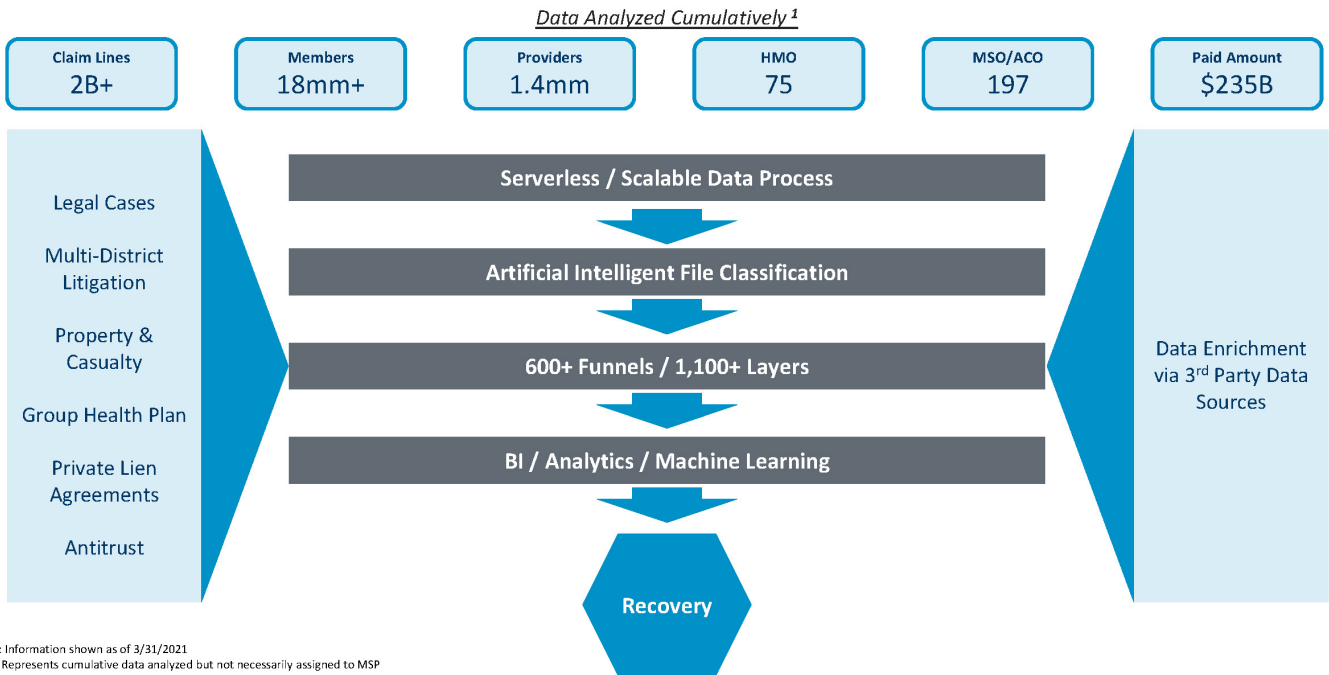 Data Analyzed Cumulatively 1
Claim Lines
2B+
Members
18mm+
Providers
1.4mm
HMO
75
MSO/ACO
197
Paid Amount
$235B
Legal Cases
Multi-District
Litigation
Property &
Casualty
Group Health Plan
Private Lien
Agreements
Antitrust
Serverless / Scalable Data Process
Artificial Intelligent File Classification
600+ Funnels / 1,100+ Layers
BI / Analytics / Machine Learning
Recovery
Data Enrichment
via 3rd Party Data
Sources
: Information shown as of 3/31/2021
Represents cumulative data analyzed but not necessarily assigned to MSP